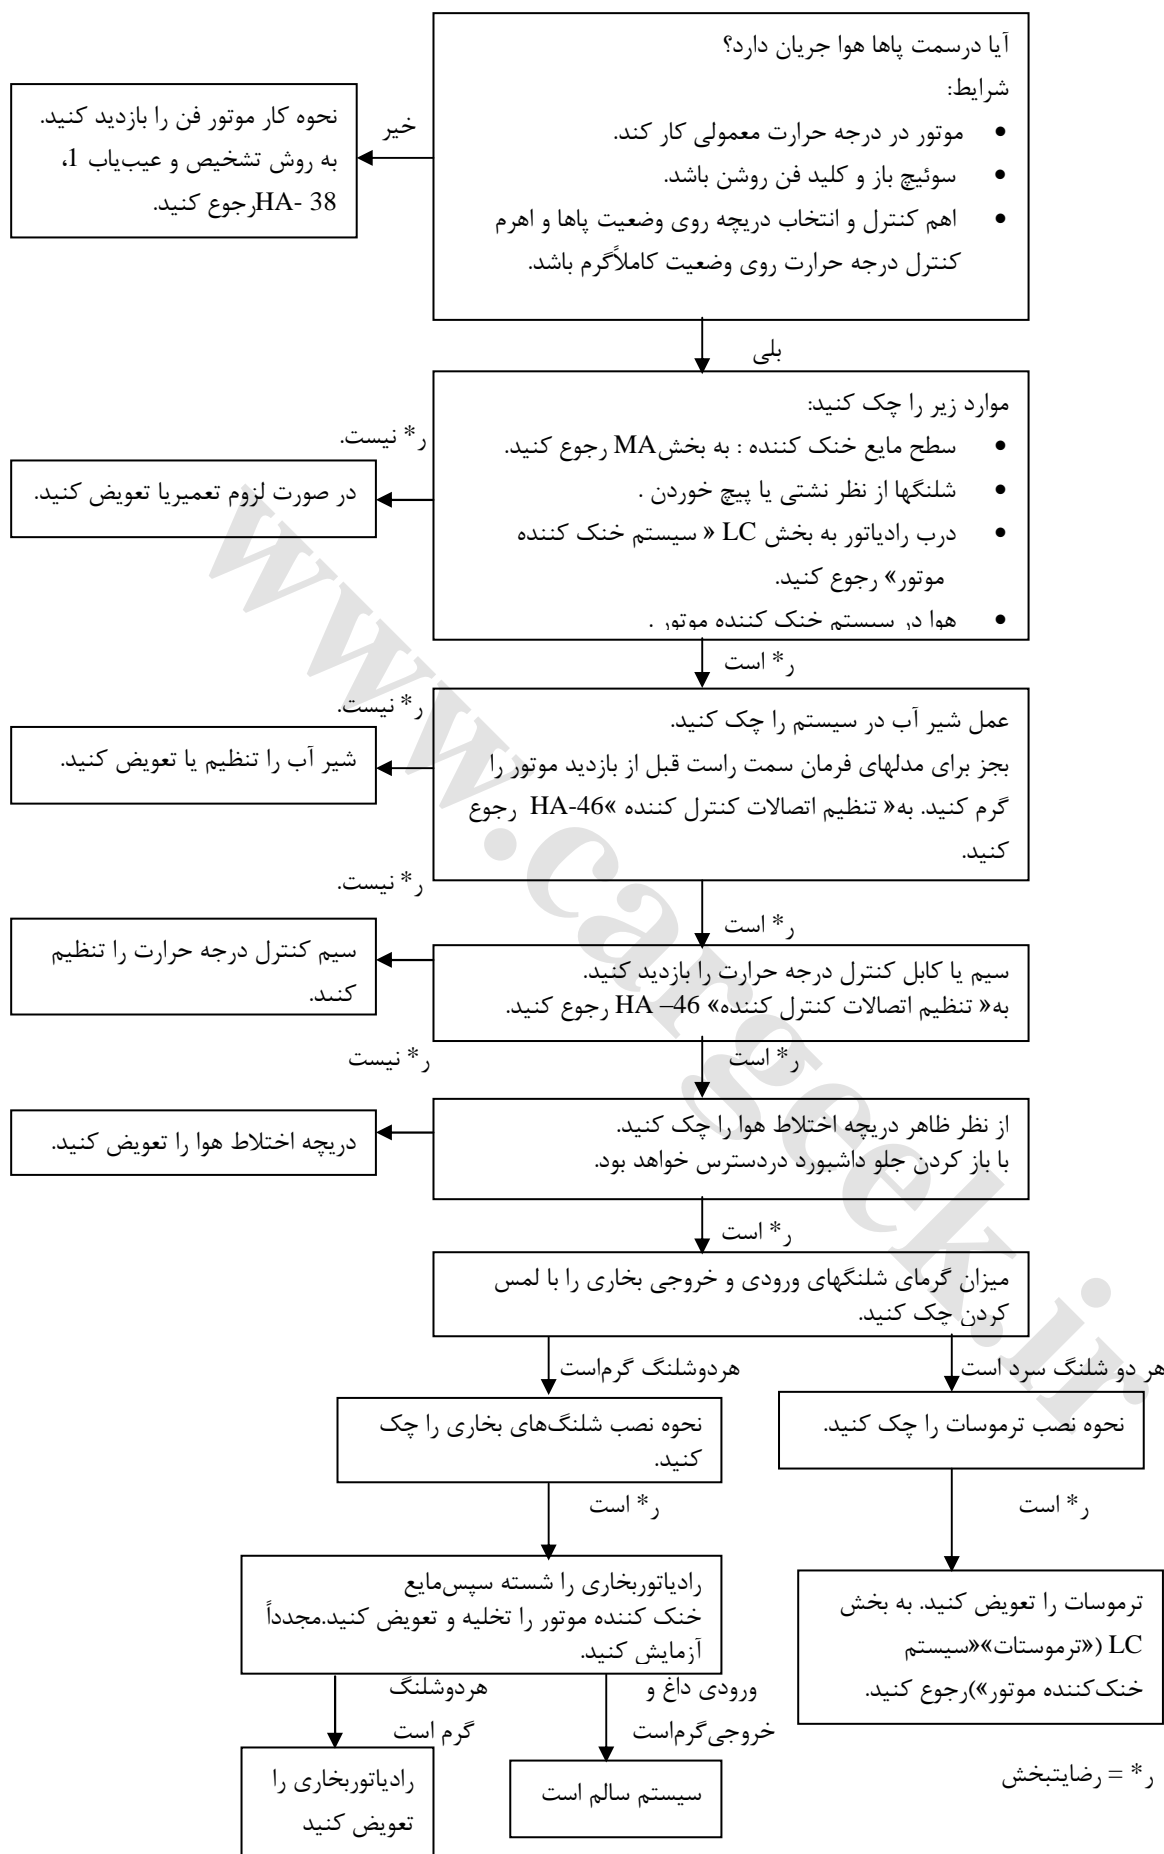 آیا درسمت پاها هوا جریان دارد؟
شرایط:
• موتور در درجه حرارت معمولی کار کند.
• سوئیچ باز و کلید فن روشن باشد.
• اهم کنترل و انتخاب دریچه روی وضعیت پاها و اهرم
کنترل درجه حرارت روی وضعیت کاملاًگرم باشد.
خیر
نحوه کار موتور فن را بازدید کنید.
به روش تشخیص و عیب‌یاب 1،
HA- 38رجوع کنید.
بلی
موارد زیر را چک کنید:
• سطح مایع خنک کننده : به بخشMA رجوع کنید.
• شلنگها از نظر نشتی یا پیچ خوردن .
• درب رادیاتور به بخش LC « سیستم خنک کننده
موتور» رجوع کنید.
• هوا در سیستم خنک کننده موتور .
ر* نیست.
در صورت لزوم تعمیریا تعویض کنید.
ر* است
عمل شیر آب در سیستم را چک کنید.
بجز برای مدلهای فرمان سمت راست قبل از بازدید موتور را
گرم کنید. به« تنظیم اتصالات کنترل کننده »HA-46 رجوع
کنید.
ر* نیست.
شیر آب را تنظیم یا تعویض کنید.
ر* است
سیم یا کابل کنترل درجه حرارت را بازدید کنید.
به« تنظیم اتصالات کنترل کننده» HA –46 رجوع کنید.
ر* نیست.
سیم کنترل درجه حرارت را تنظیم
کنید.
ر* است
از نظر ظاهر دریچه اختلاط هوا را چک کنید.
با باز کردن جلو داشبورد دردسترس خواهد بود.
ر* نیست
دریچه اختلاط هوا را تعویض کنید.
ر* است
میزان گرمای شلنگهای ورودی و خروجی بخاری را با لمس
کردن چک کنید.
هر دو شلنگ سرد است
نحوه نصب ترموسات را چک کنید.
ر* است
ترموسات را تعویض کنید. به بخش
LC («ترموستات»«سیستم
خنک‌کننده موتور»)رجوع کنید.
هردوشلنگ گرم‌است
نحوه نصب شلنگ‌های بخاری را چک
کنید.
ر* است
رادیاتوربخاری را شسته سپس‌مایع
خنک کننده موتور را تخلیه و تعویض کنید.مجدداً
آزمایش کنید.
ورودی داغ و
خروجی‌گرم‌است
سیستم سالم است
هردوشلنگ
گرم است
رادیاتوربخاری را
تعویض کنید
ر* = رضایتبخش
www.cargeek.ir